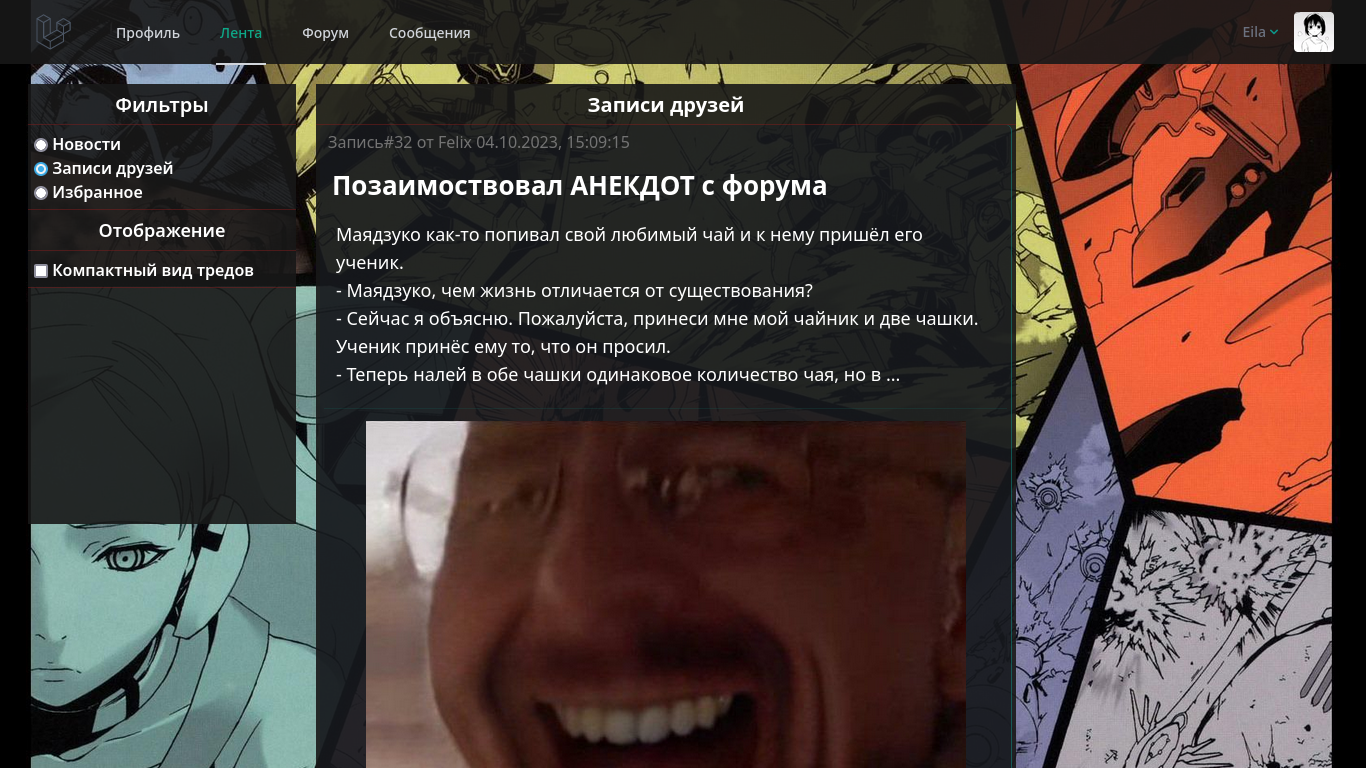 Профиль
Лента
Форум
Сообщения
Eila
Фильтры
Новости
Записи друзей
Избранное
Отображение
Компактный вид тредов
Записи друзей
Запись#32 от Felix 04.10.2023, 15:09:15
Позаимоствовал АНЕКДОТ с форума
Маядзуко как-то попивал свой любимый чай и к нему пришёл его
ученик.
- Маядзуко, чем жизнь отличается от существования?
- Сейчас я объясню. Пожалуйста, принеси мне мой чайник и две чашки.
Ученик принёс ему то, что он просил.
- Теперь налей в обе чашки одинаковое количество чая, но в ...